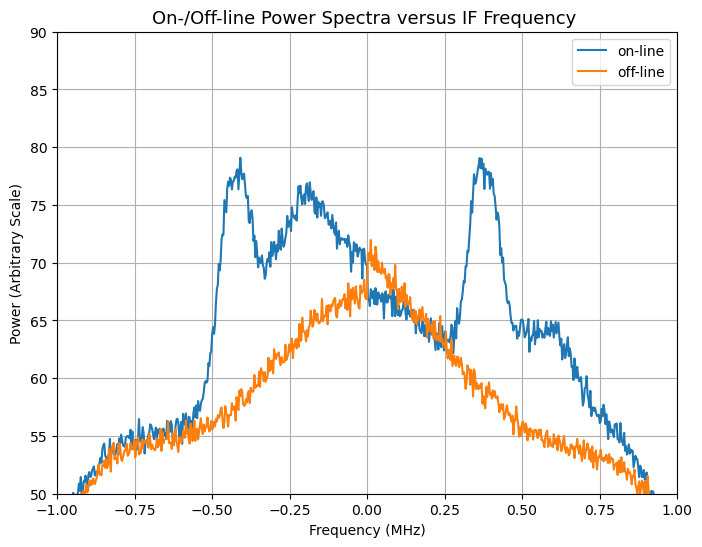 On-/Off-line Power Spectra versus IF Frequency
90
85
80
75
70
65
60
55
50
Power (Arbitrary Scale)
on-line
off-line
−1.00 −0.75 −0.50 −0.25 0.00 0.25 0.50 0.75 1.00
Frequency (MHz)